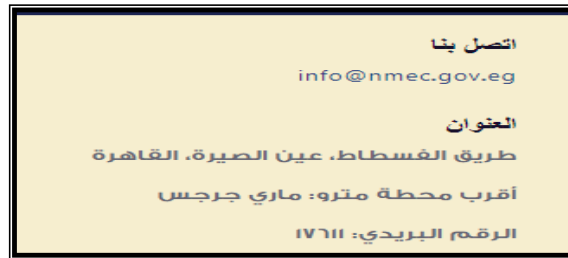 اتصل بنا
info@nmec.gov.eg
العنوان
طريق الفسطاط، عين الصيرة، القاهرة
أقرب محطة مترو: ماري جرجس
الرقم البريدي: ١٧٦١١